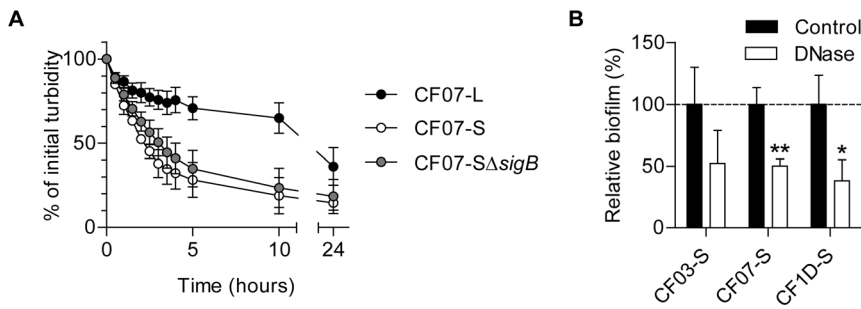 A
% of initial turbidity
100
50
0
0
5
10
24
Time (hours)
CF07-L
CF07-S
CF07-SΔsigB
B
Control
DNase
Relative biofilm (%)
150
100
50
0
**
*
CF03-S
CF07-S
CF1D-S